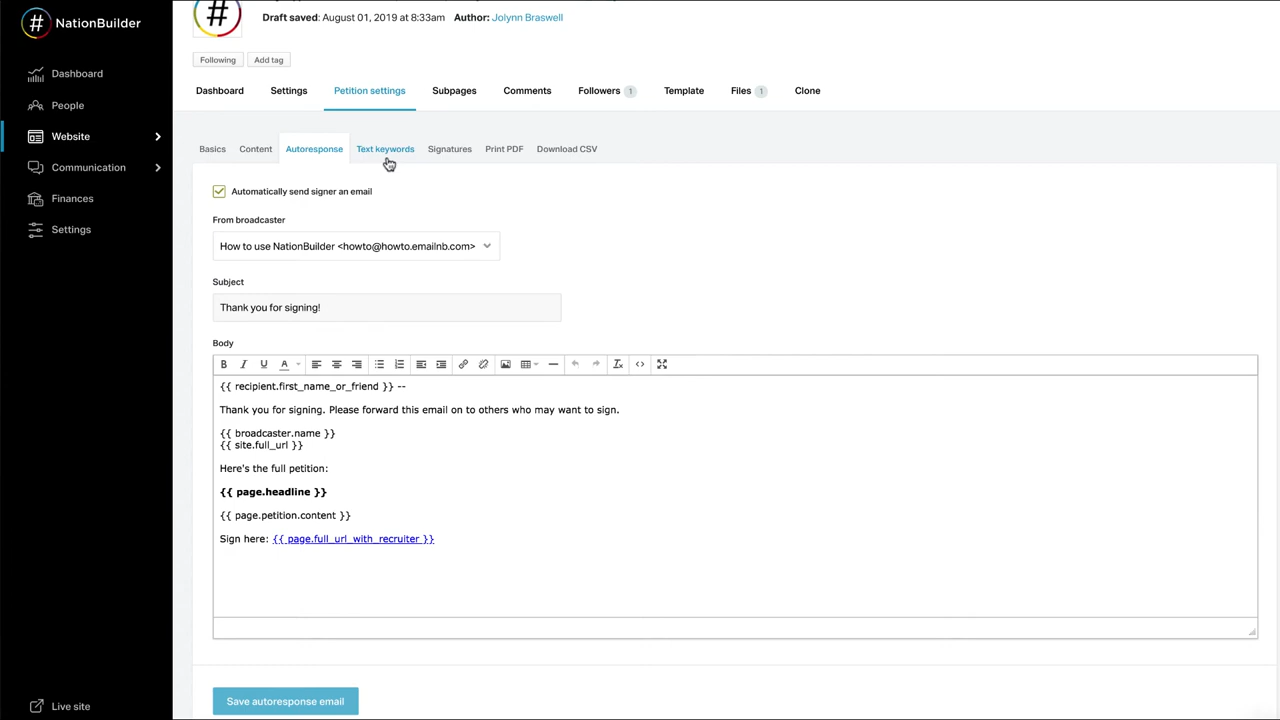 # NationBuilder
Dashboard
People
Website
Communication
Finances
Settings
Live site
#
Draft saved: August 01, 2019 at 8:33am Author: Jolynn Braswell
Following Add tag
Dashboard Settings Petition settings Subpages Comments Followers 1 Template Files 1 Clone
Basics Content Autoresponse Text keywords Signatures Print PDF Download CSV
Automatically send signer an email
From broadcaster
How to use NationBuilder <howto@howto.emailnb.com>
Subject
Thank you for signing!
Body
B I U A
{{ recipient.first_name_or_friend }} --
Thank you for signing. Please forward this email on to others who may want to sign.
{{ broadcaster.name }}
{{ site.full_url }}
Here's the full petition:
{{ page.headline }}
{{ page.petition.content }}
Sign here: {{ page.full_url_with_recruiter }}
Save autoresponse email